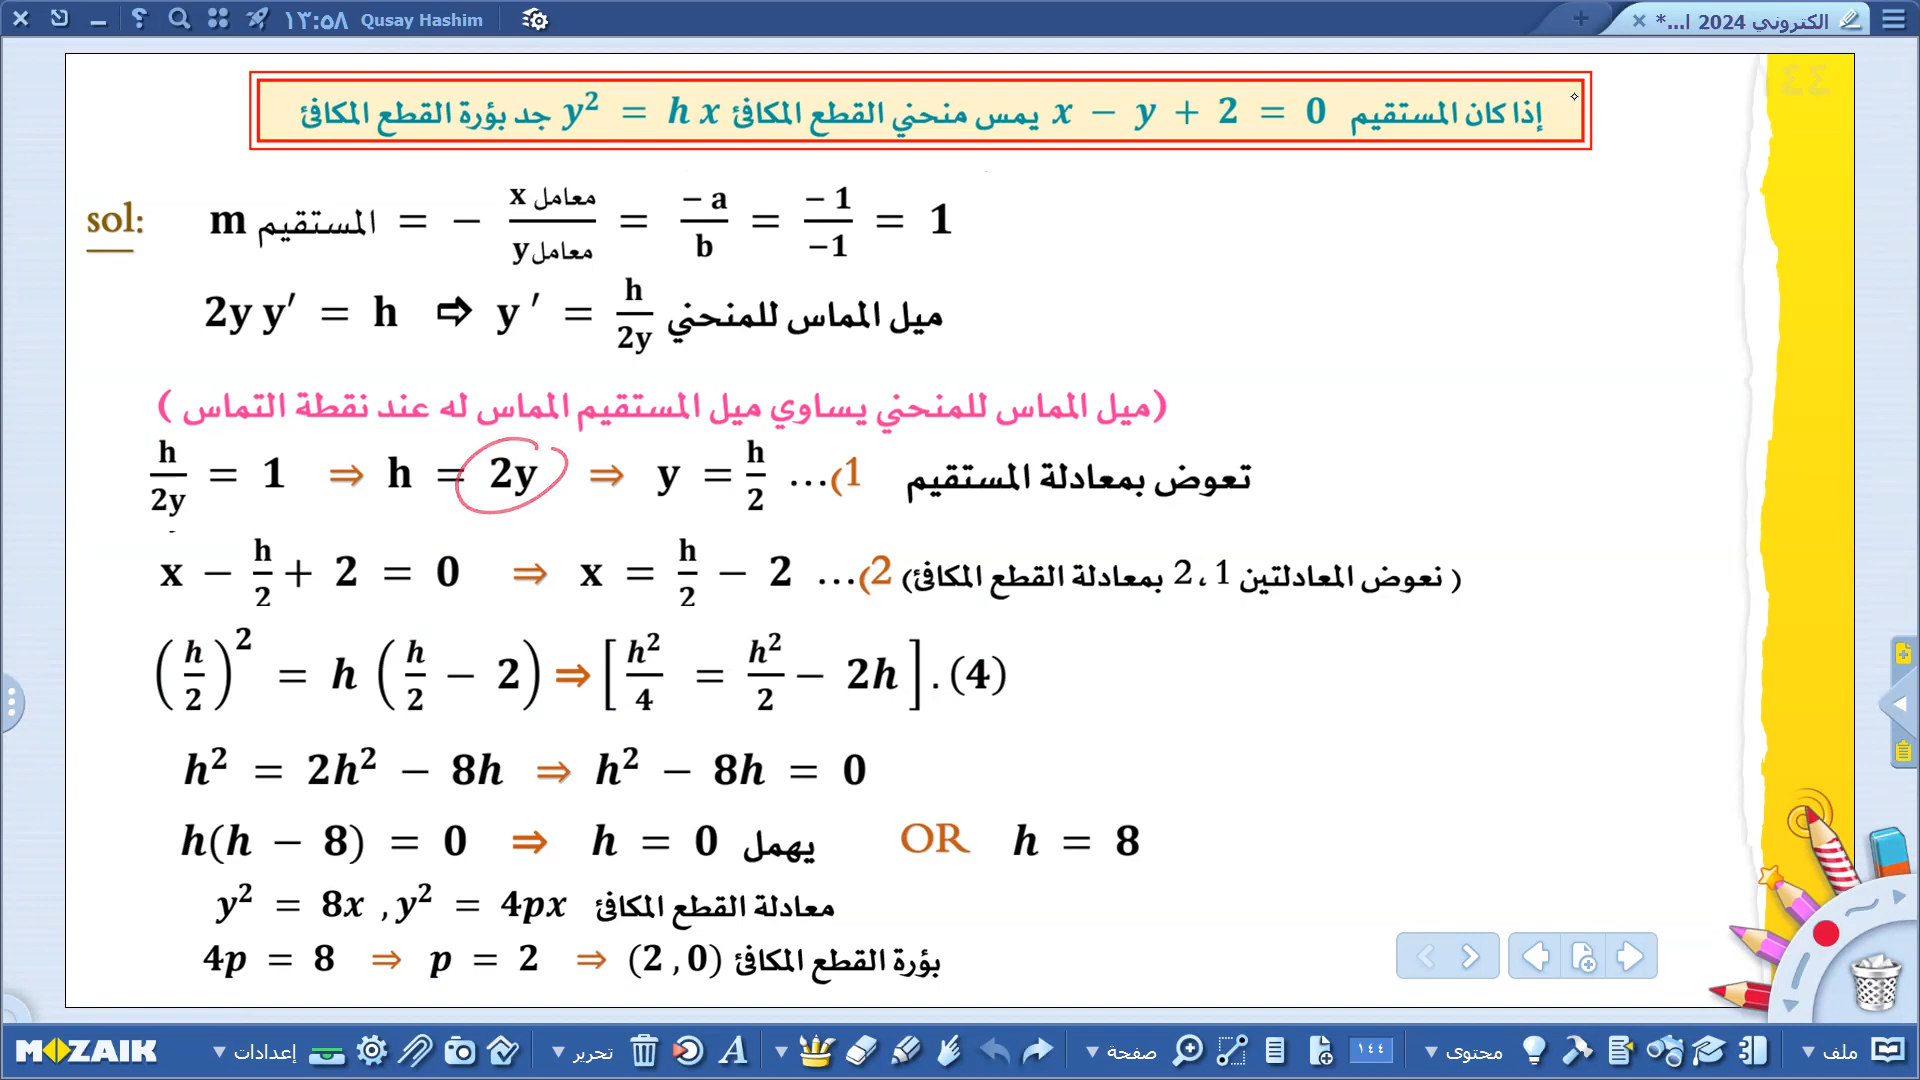 ١٣:٥٨ Qusay Hashim
الكتروني 2024 ا...*
٤٤
إذا كان المستقيم x − y + 2 = 0 يمس منحني القطع المكافئ y² = h x جد بؤرة القطع المكافئ
sol: m المستقيم = − معامل x / معامل y = − a / b = − 1 / −1 = 1
2y y′ = h ⇨ y ′ = h / 2y ميل المماس للمنحني
(ميل المماس للمنحني يساوي ميل المستقيم المماس له عند نقطة التماس )
h / 2y = 1 ⇒ h = 2y ⇒ y = h / 2 …(1 تعوض بمعادلة المستقيم
x − h / 2 + 2 = 0 ⇒ x = h / 2 − 2 …(2 ( نعوض المعادلتين 1 ، 2 بمعادلة القطع المكافئ)
(h / 2)² = h (h / 2 − 2) ⇒ [h² / 4 = h² / 2 − 2h] . (4)
h² = 2h² − 8h ⇒ h² − 8h = 0
h(h − 8) = 0 ⇒ h = 0 يهمل OR h = 8
y² = 8x , y² = 4px معادلة القطع المكافئ
4p = 8 ⇒ p = 2 ⇒ (2 , 0) بؤرة القطع المكافئ
MOZAIK إعدادات تحرير صفحة ١٤٤ محتوى ملف